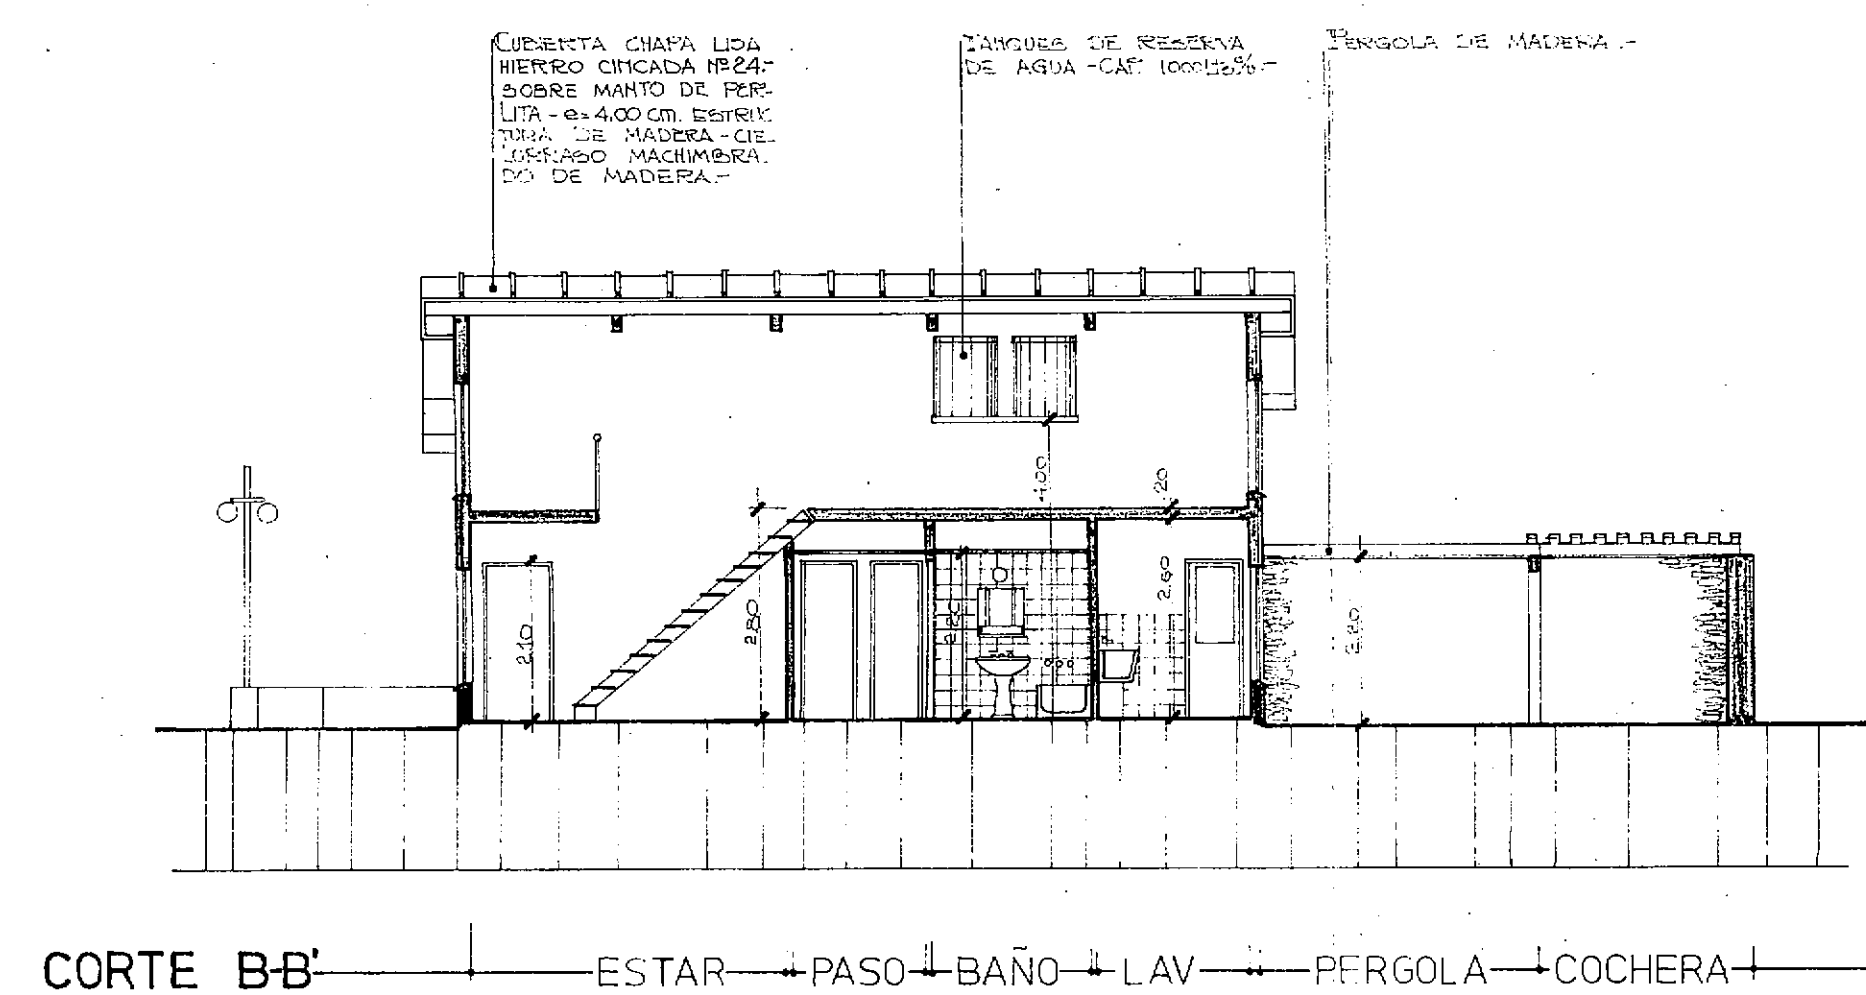 CUBIERTA CHAPA LISA
HIERRO CINCADA Nº24.-
SOBRE MANTO DE PER-
LITA - e=4,00 cm. ESTRUC
TURA DE MADERA - CIE-
LORRASO MACHIMBRA-
DO DE MADERA.-
TANQUES DE RESERVA
DE AGUA - CAP. 1000
PERGOLA DE MADERA.-
4.00
.20
2.10
2.80
2.20
2.60
CORTE B-B' ESTAR PASO BAÑO LAV PERGOLA COCHERA